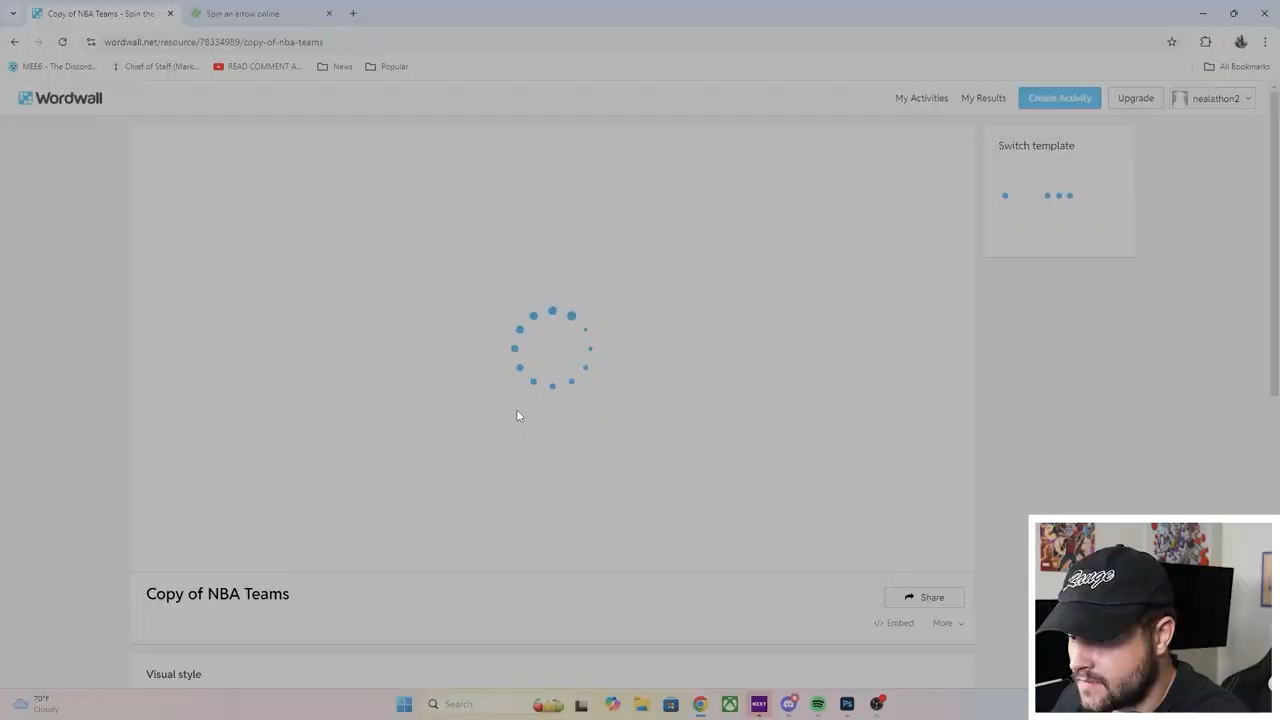 Copy of NBA Teams - Spin the
Spin an arrow online
wordwall.net/resource/78334989/copy-of-nba-teams
MEE6 - The Discord...
Chief of Staff (Mark...
READ COMMENT A...
News
Popular
All Bookmarks
Wordwall
My Activities
My Results
Create Activity
Upgrade
nealathon2
Switch template
Copy of NBA Teams
Share
</> Embed
More
Visual style
70°F
Cloudy
Search
NEXT
Ps